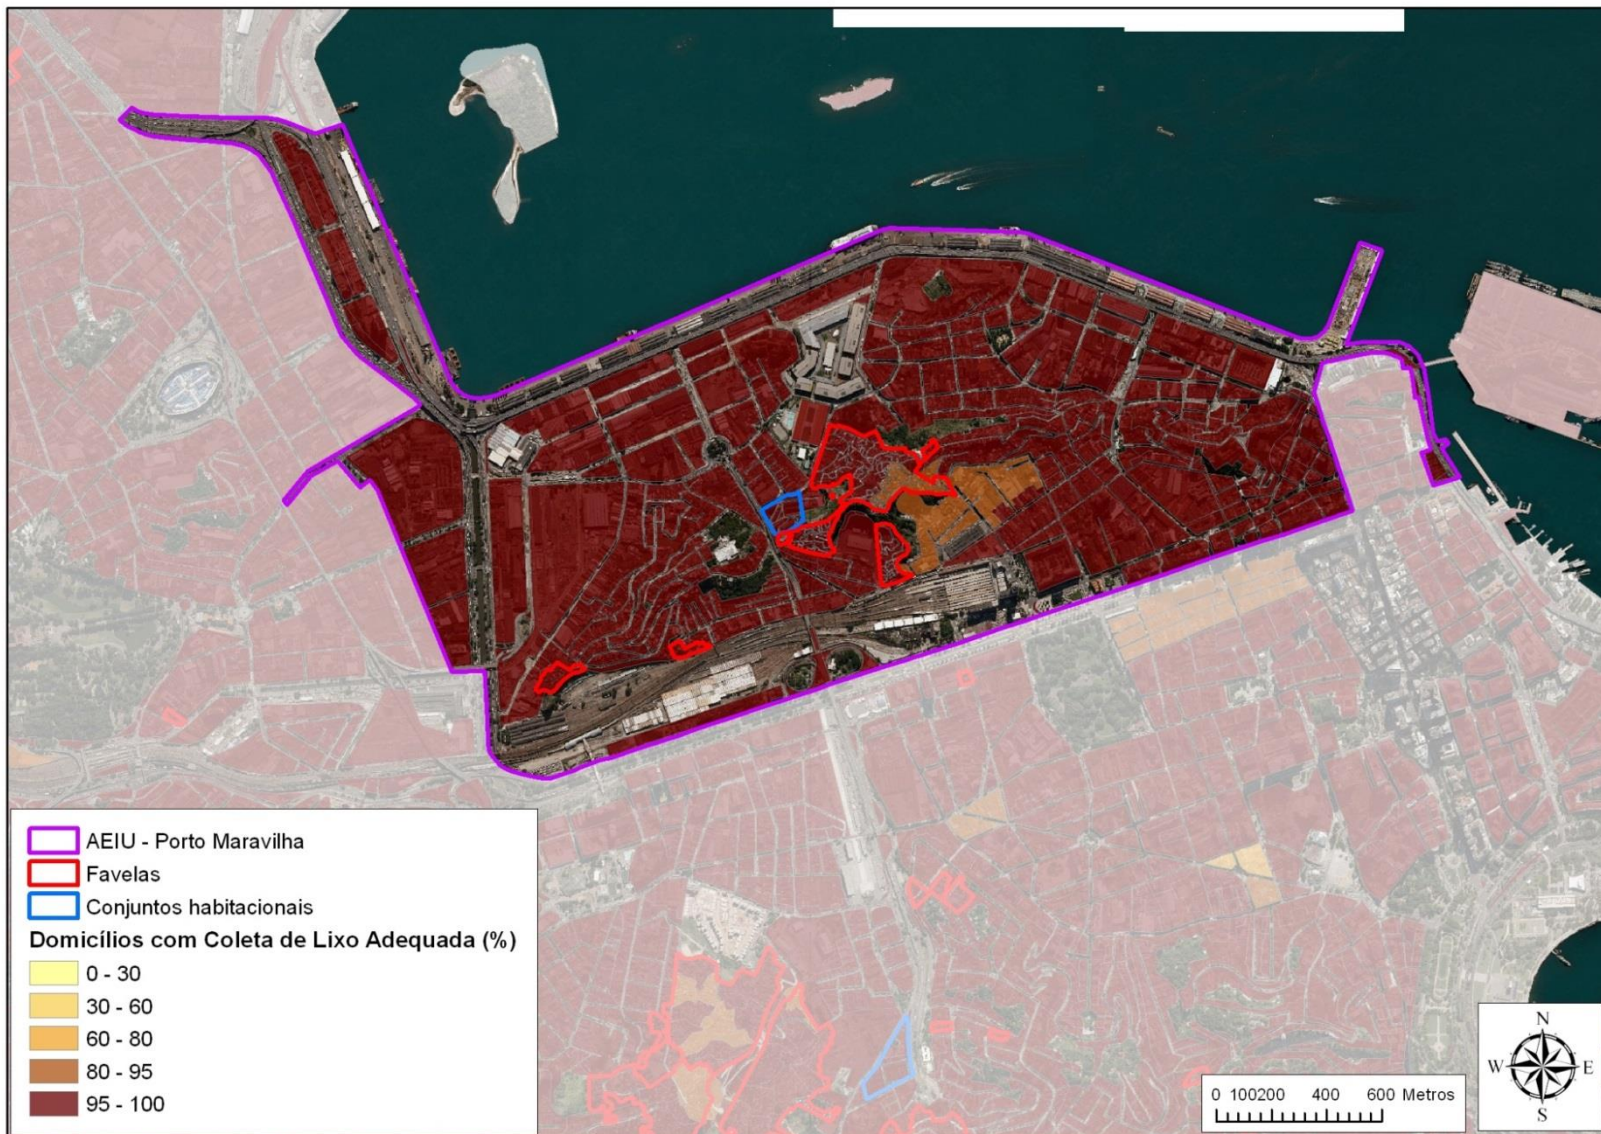 AEIU - Porto Maravilha
Favelas
Conjuntos habitacionais
Domicílios com Coleta de Lixo Adequada (%)
0 - 30
30 - 60
60 - 80
80 - 95
95 - 100
0 100200 400 600 Metros
N
W E
S